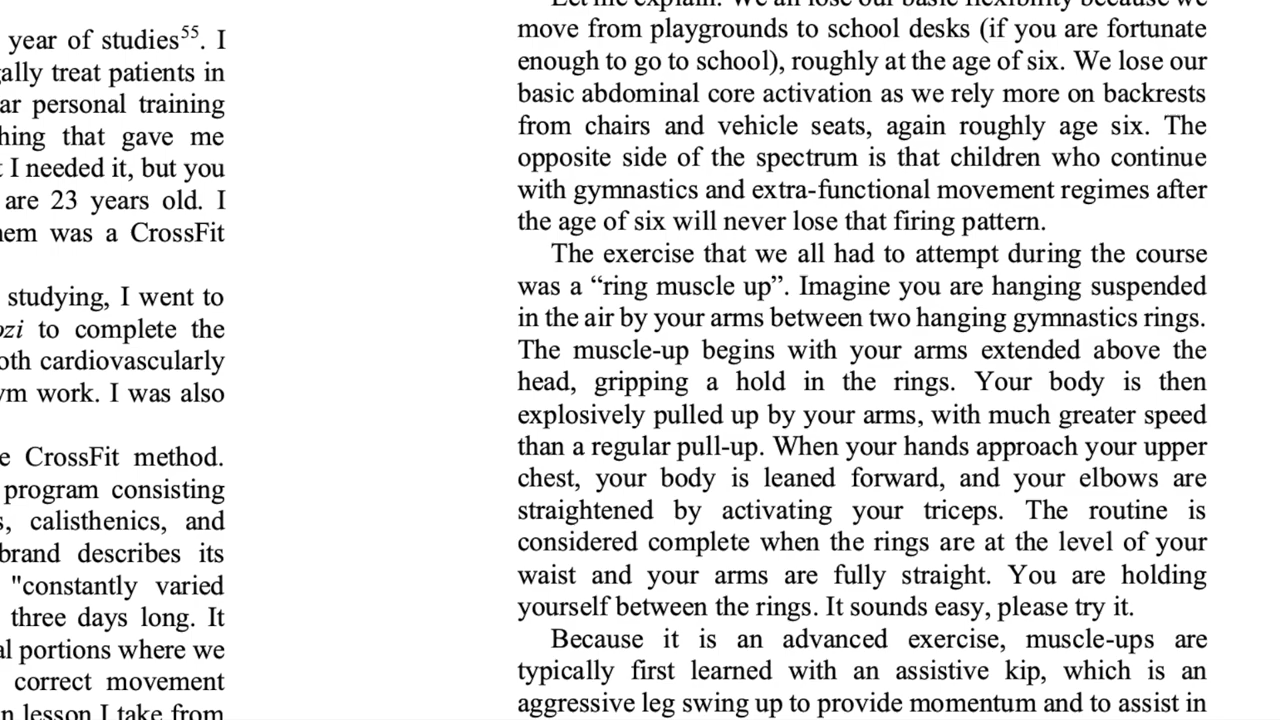 year of studies⁵⁵. I
ally treat patients in
ar personal training
hing that gave me
I needed it, but you
are 23 years old. I
was a CrossFit
studying, I went to
to complete the
cardiovascularly
work. I was also
CrossFit method.
program consisting
calisthenics, and
brand describes its
"constantly varied
three days long. It
portions where we
correct movement
lesson I take from
Let me explain. We all lose our basic flexibility because we
move from playgrounds to school desks (if you are fortunate
enough to go to school), roughly at the age of six. We lose our
basic abdominal core activation as we rely more on backrests
from chairs and vehicle seats, again roughly age six. The
opposite side of the spectrum is that children who continue
with gymnastics and extra-functional movement regimes after
the age of six will never lose that firing pattern.
The exercise that we all had to attempt during the course
was a “ring muscle up”. Imagine you are hanging suspended
in the air by your arms between two hanging gymnastics rings.
The muscle-up begins with your arms extended above the
head, gripping a hold in the rings. Your body is then
explosively pulled up by your arms, with much greater speed
than a regular pull-up. When your hands approach your upper
chest, your body is leaned forward, and your elbows are
straightened by activating your triceps. The routine is
considered complete when the rings are at the level of your
waist and your arms are fully straight. You are holding
yourself between the rings. It sounds easy, please try it.
Because it is an advanced exercise, muscle-ups are
typically first learned with an assistive kip, which is an
aggressive leg swing up to provide momentum and to assist in